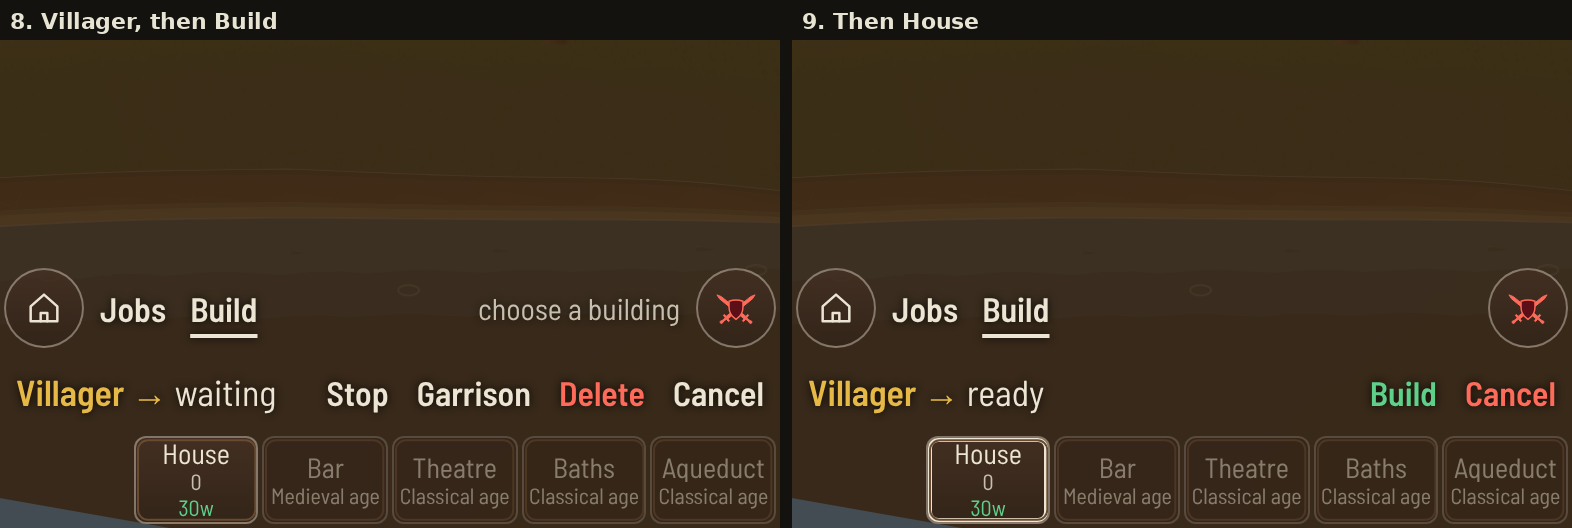 8. Villager, then Build
Jobs Build choose a building
Villager → waiting Stop Garrison Delete Cancel
House Bar Theatre Baths Aqueduct
0 Medieval age Classical age Classical age Classical age
30w
9. Then House
Jobs Build
Villager → ready Build Cancel
House Bar Theatre Baths Aqueduct
0 Medieval age Classical age Classical age Classical age
30w